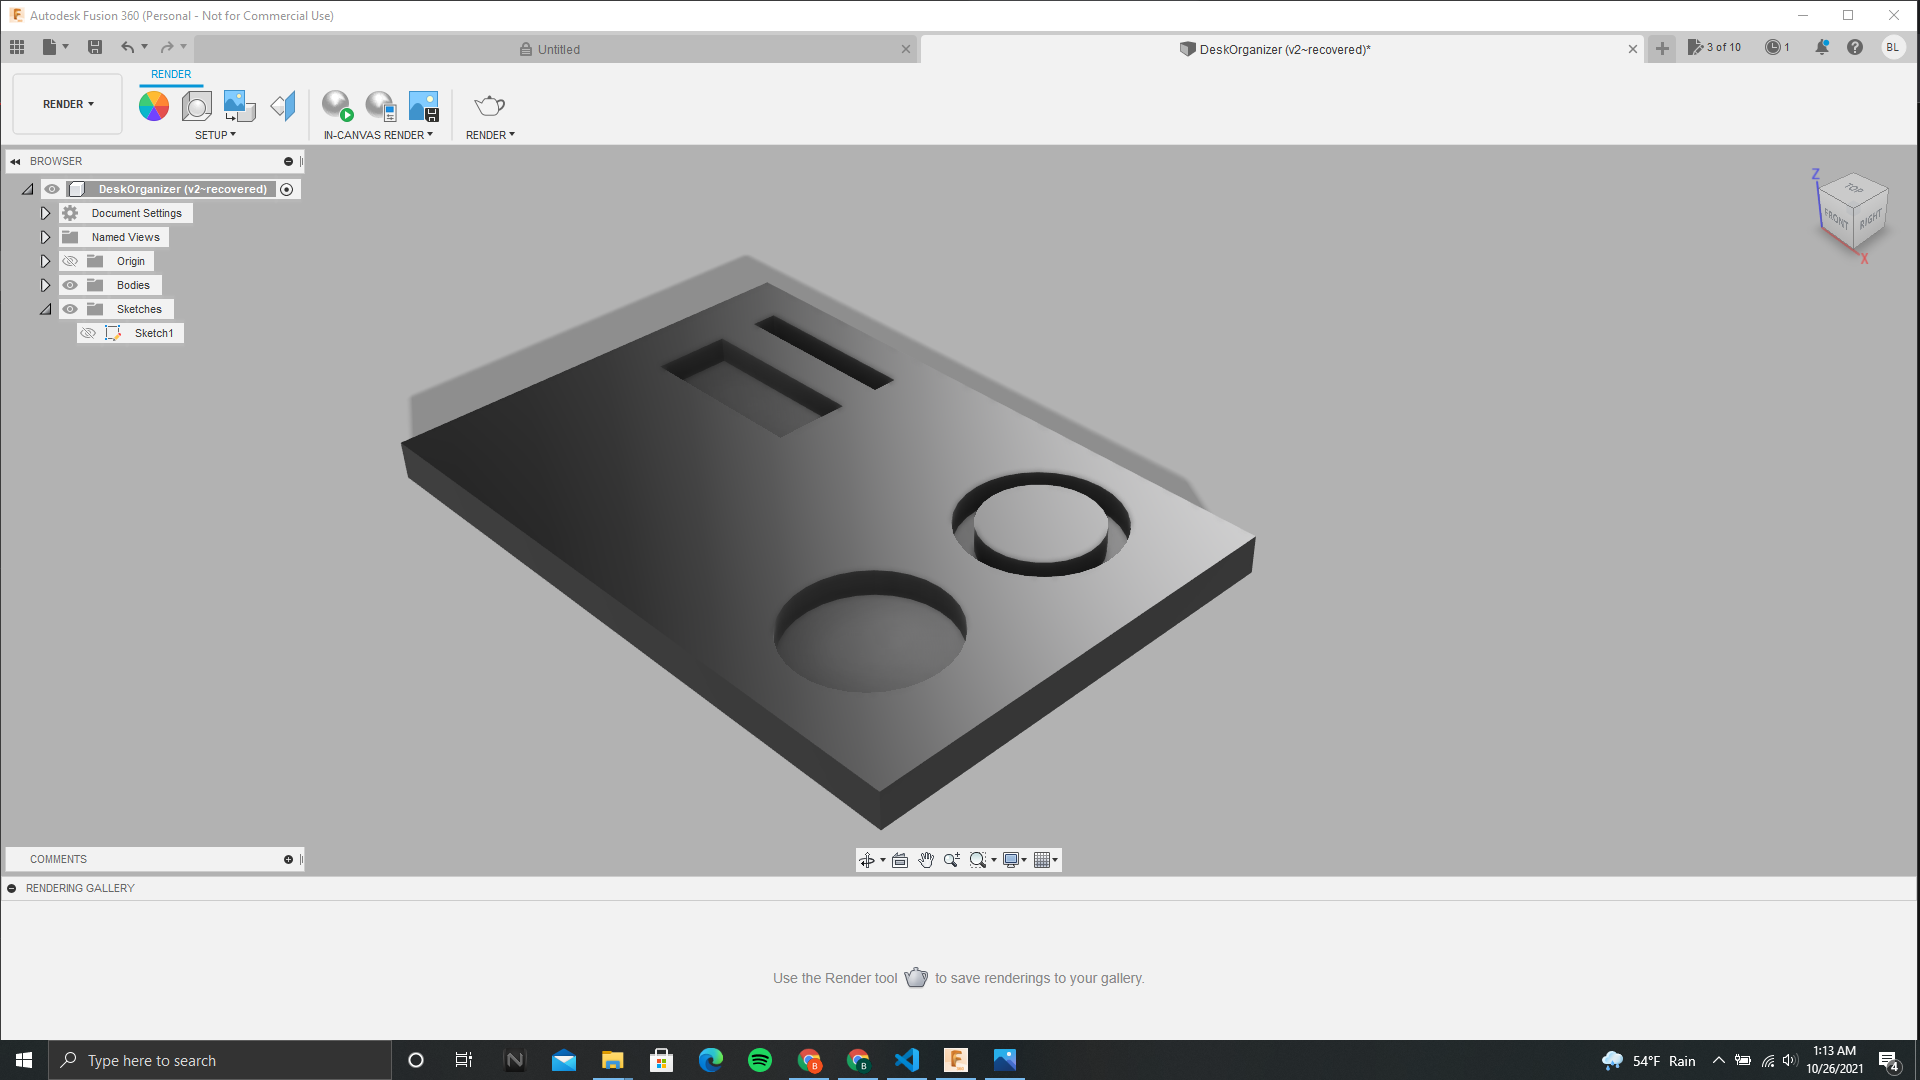 Autodesk Fusion 360 (Personal - Not for Commercial Use)
Untitled
DeskOrganizer (v2~recovered)*
3 of 10
1
BL
RENDER
RENDER
SETUP
IN-CANVAS RENDER
RENDER
BROWSER
DeskOrganizer (v2~recovered)
Document Settings
Named Views
Origin
Bodies
Sketches
Sketch1
Z
TOP
FRONT
RIGHT
X
COMMENTS
RENDERING GALLERY
Use the Render tool to save renderings to your gallery.
Type here to search
54°F Rain
1:13 AM
10/26/2021
4